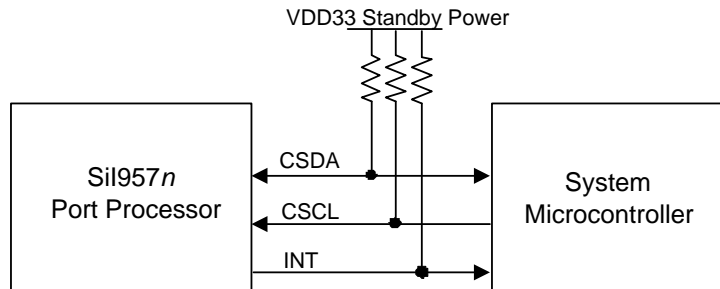 VDD33 Standby Power
CSDA
SiI957n
Port Processor
System
Microcontroller
CSCL
INT